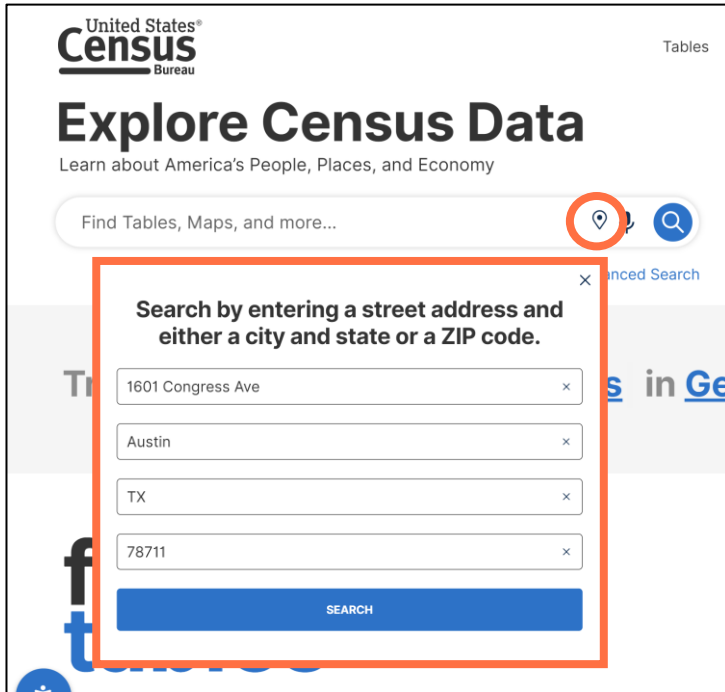 United States®
Census
Bureau
Tables
Explore Census Data
Learn about America's People, Places, and Economy
Find Tables, Maps, and more...
anced Search
Search by entering a street address and
either a city and state or a ZIP code.
1601 Congress Ave
Austin
TX
78711
SEARCH
in Ge